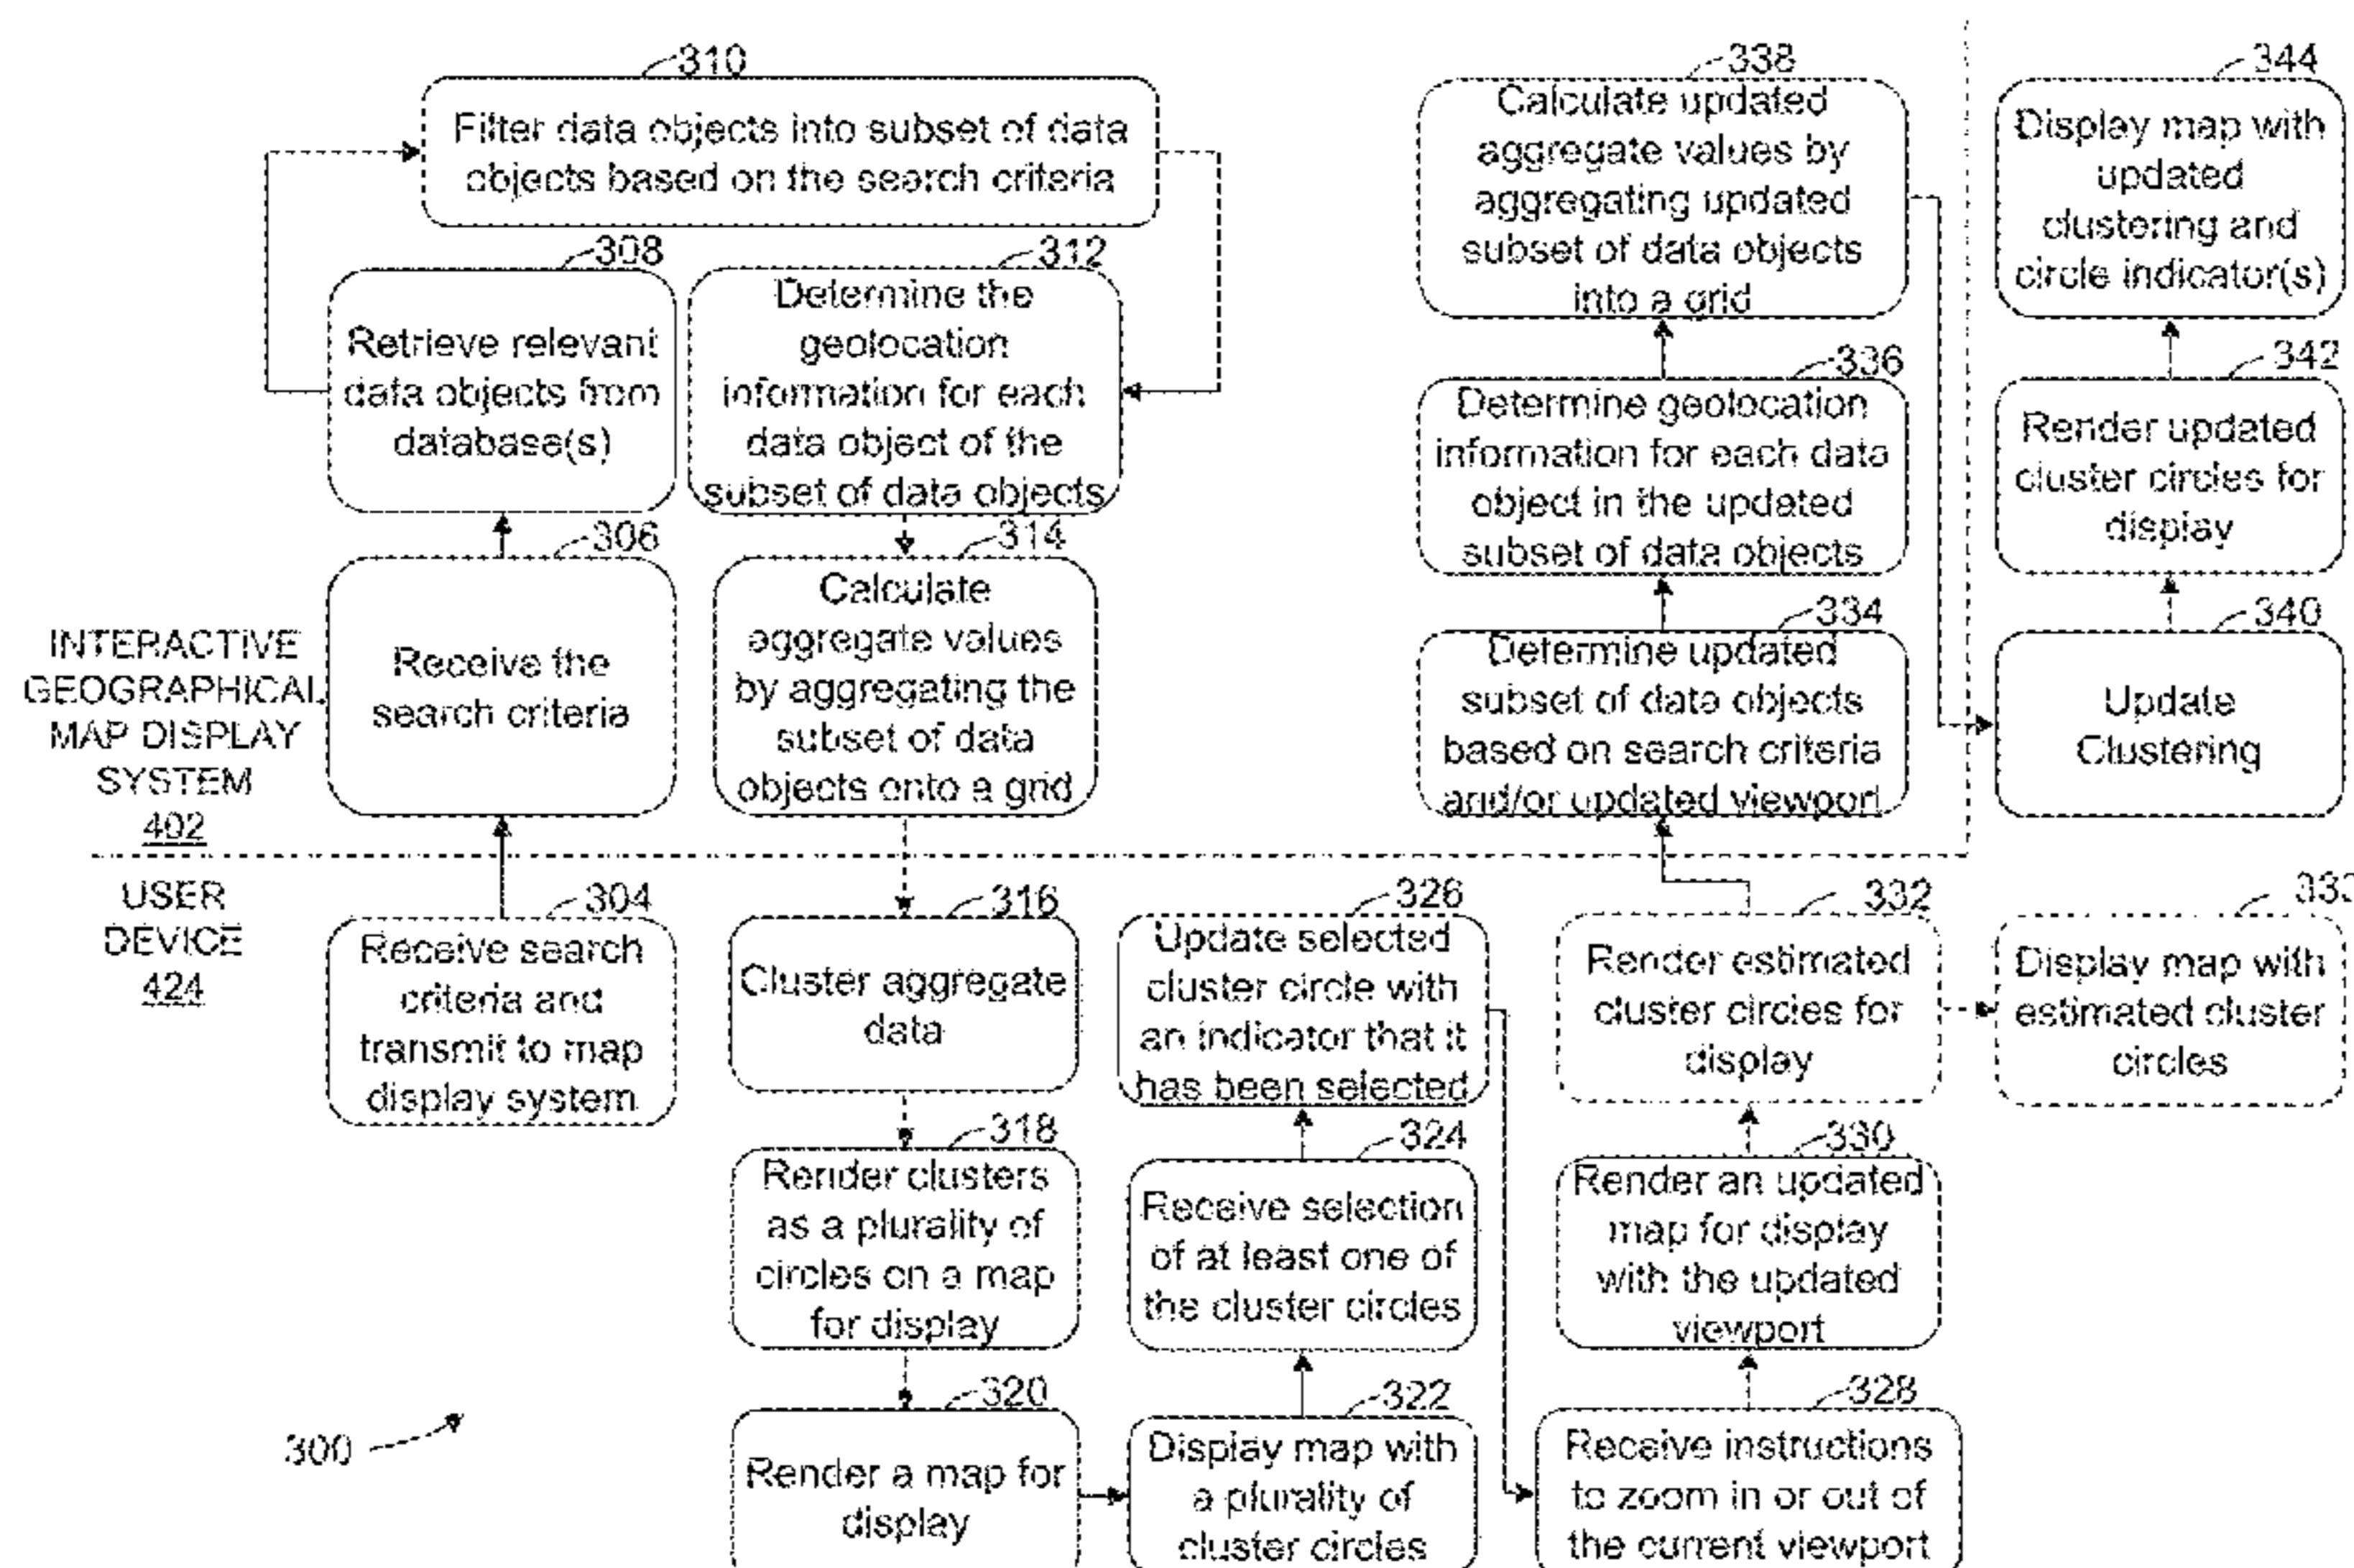 310
Filter data objects into subset of data
objects based on the search criteria
308
Retrieve relevant
data objects from
database(s)
312
Determine the
geolocation
information for each
data object of the
subset of data objects
306
Receive the
search criteria
314
Calculate
aggregate values
by aggregating the
subset of data
objects onto a grid
338
Calculate updated
aggregate values by
aggregating updated
subset of data objects
into a grid
336
Determine geolocation
information for each data
object in the updated
subset of data objects
334
Determine updated
subset of data objects
based on search criteria
and/or updated viewport
344
Display map with
updated
clustering and
circle indicator(s)
342
Render updated
cluster circles for
display
340
Update
Clustering
INTERACTIVE
GEOGRAPHICAL
MAP DISPLAY
SYSTEM
402
USER
DEVICE
424
304
Receive search
criteria and
transmit to map
display system
316
Cluster aggregate
data
318
Render clusters
as a plurality of
circles on a map
for display
320
Render a map for
display
326
Update selected
cluster circle with
an indicator that it
has been selected
324
Receive selection
of at least one of
the cluster circles
322
Display map with
a plurality of
cluster circles
332
Render estimated
cluster circles for
display
330
Render an updated
map for display
with the updated
viewport
328
Receive instructions
to zoom in or out of
the current viewport
333
Display map with
estimated cluster
circles
300